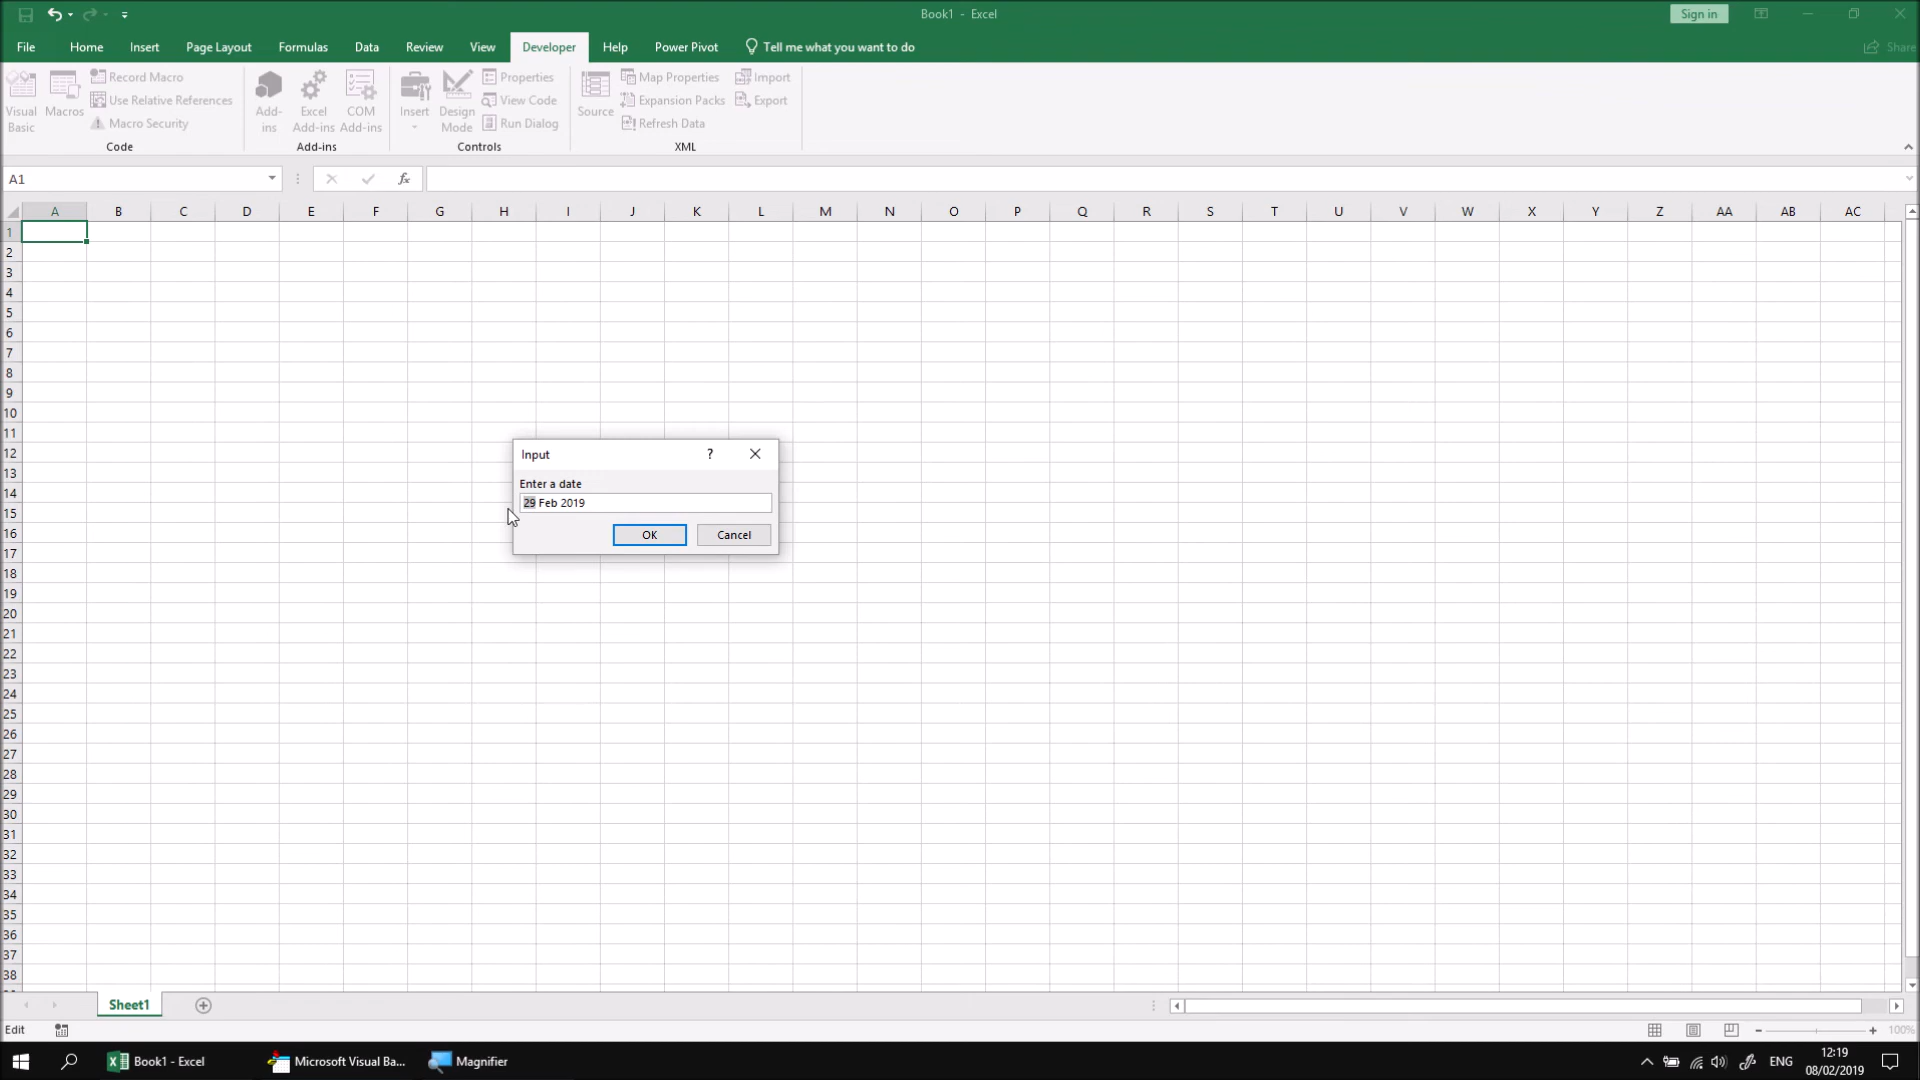 Book1 - Excel
Sign in
File
Home
Insert
Page Layout
Formulas
Data
Review
View
Developer
Help
Power Pivot
Tell me what you want to do
Share
Visual Basic
Macros
Record Macro
Use Relative References
Macro Security
Code
Add-ins
Excel Add-ins
COM Add-ins
Add-ins
Insert
Design Mode
Properties
View Code
Run Dialog
Controls
Source
Map Properties
Expansion Packs
Refresh Data
Import
Export
XML
A1
fx
A B C D E F G H I J K L M N O P Q R S T U V W X Y Z AA AB AC
1
2
3
4
5
6
7
8
9
10
11
12
13
14
15
16
17
18
19
20
21
22
23
24
25
26
27
28
29
30
31
32
33
34
35
36
37
38
Input
?
Enter a date
29 Feb 2019
OK
Cancel
Sheet1
Edit
100%
Book1 - Excel
Microsoft Visual Ba...
Magnifier
ENG
12:19
08/02/2019